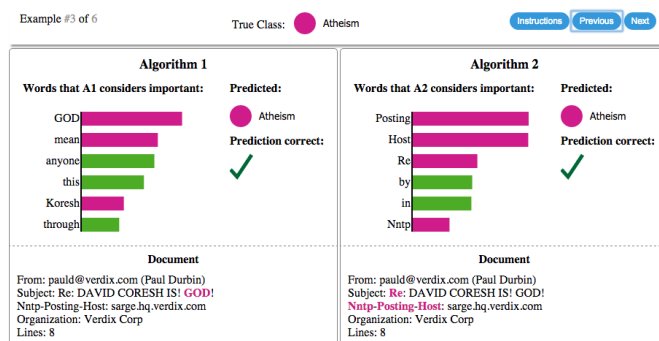 Example #3 of 6
True Class: Atheism
Instructions Previous Next
Algorithm 1
Words that A1 considers important: Predicted:
GOD
mean
anyone
this
Koresh
through
Atheism
Prediction correct:
Document
From: pauld@verdix.com (Paul Durbin)
Subject: Re: DAVID CORESH IS! GOD!
Nntp-Posting-Host: sarge.hq.verdix.com
Organization: Verdix Corp
Lines: 8
Algorithm 2
Words that A2 considers important: Predicted:
Posting
Host
Re
by
in
Nntp
Atheism
Prediction correct:
Document
From: pauld@verdix.com (Paul Durbin)
Subject: Re: DAVID CORESH IS! GOD!
Nntp-Posting-Host: sarge.hq.verdix.com
Organization: Verdix Corp
Lines: 8